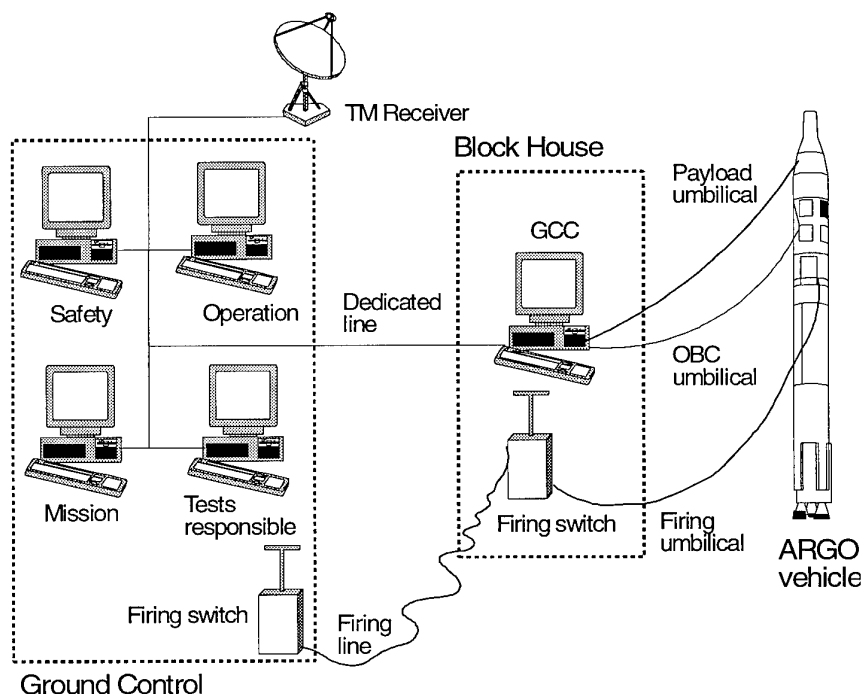 TM Receiver
Block House
Payload
umbilical
GCC
Safety
Operation
Dedicated
line
OBC
umbilical
Mission
Tests
responsible
Firing switch
Firing
umbilical
ARGO
vehicle
Firing switch
Firing
line
Ground Control